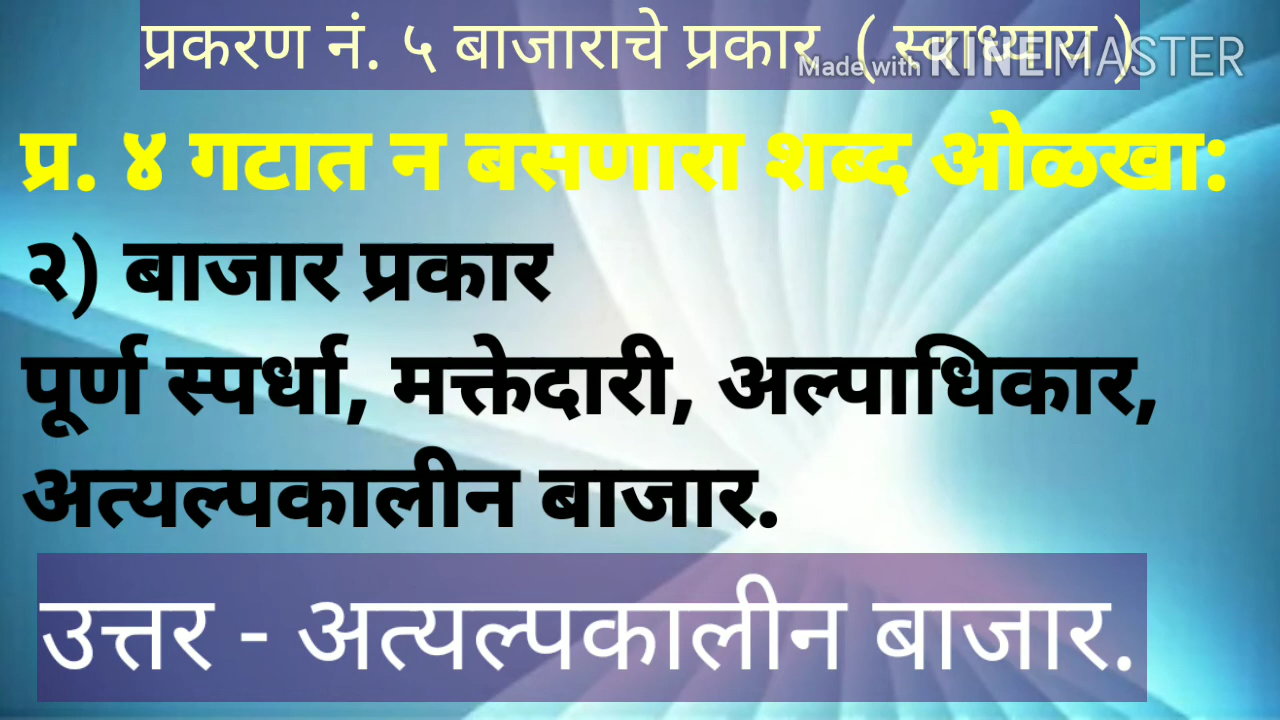 प्रकरण नं. ५ बाजाराचे प्रकार ( स्वाध्याय )
Made with KINEMASTER
प्र. ४ गटात न बसणारा शब्द ओळखा:
२) बाजार प्रकार
पूर्ण स्पर्धा, मक्तेदारी, अल्पाधिकार,
अत्यल्पकालीन बाजार.
उत्तर - अत्यल्पकालीन बाजार.